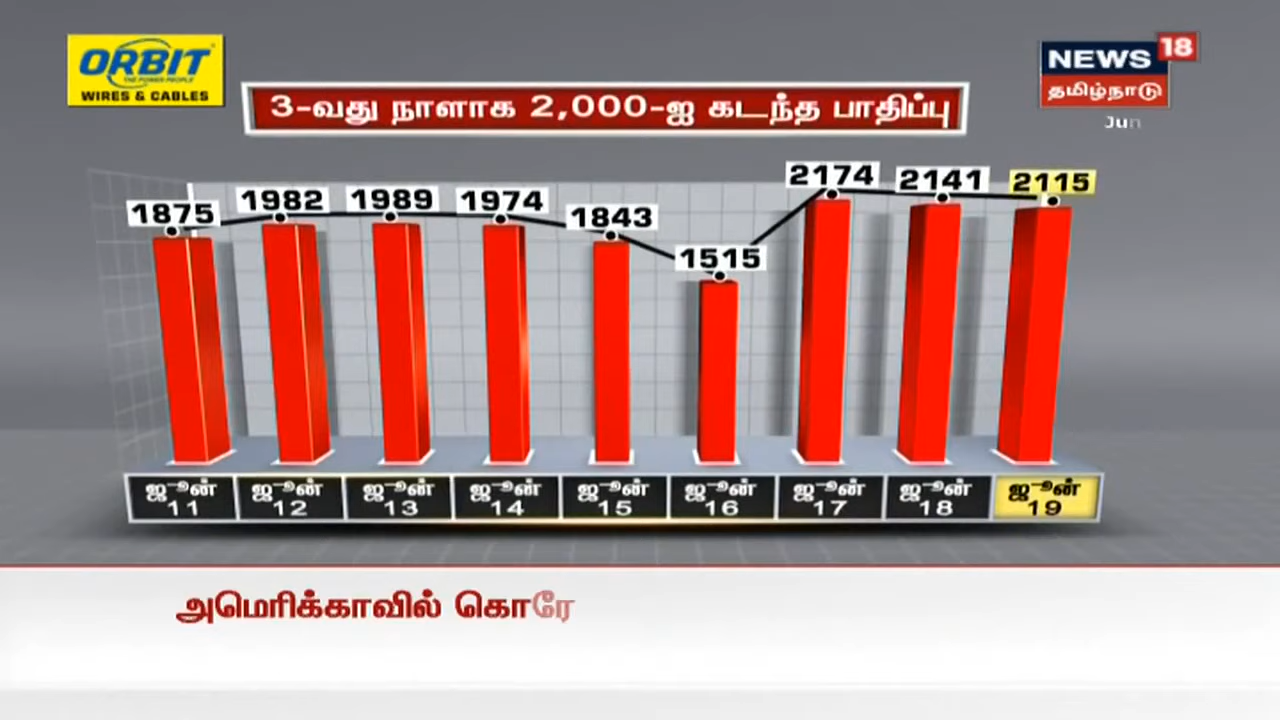 ORBIT
THE POWER PEOPLE
WIRES & CABLES
NEWS 18
தமிழ்நாடு
Jun
3-வது நாளாக 2,000-ஐ கடந்த பாதிப்பு
1875
1982
1989
1974
1843
1515
2174
2141
2115
ஜூன் 11
ஜூன் 12
ஜூன் 13
ஜூன் 14
ஜூன் 15
ஜூன் 16
ஜூன் 17
ஜூன் 18
ஜூன் 19
அமெரிக்காவில் கொரே